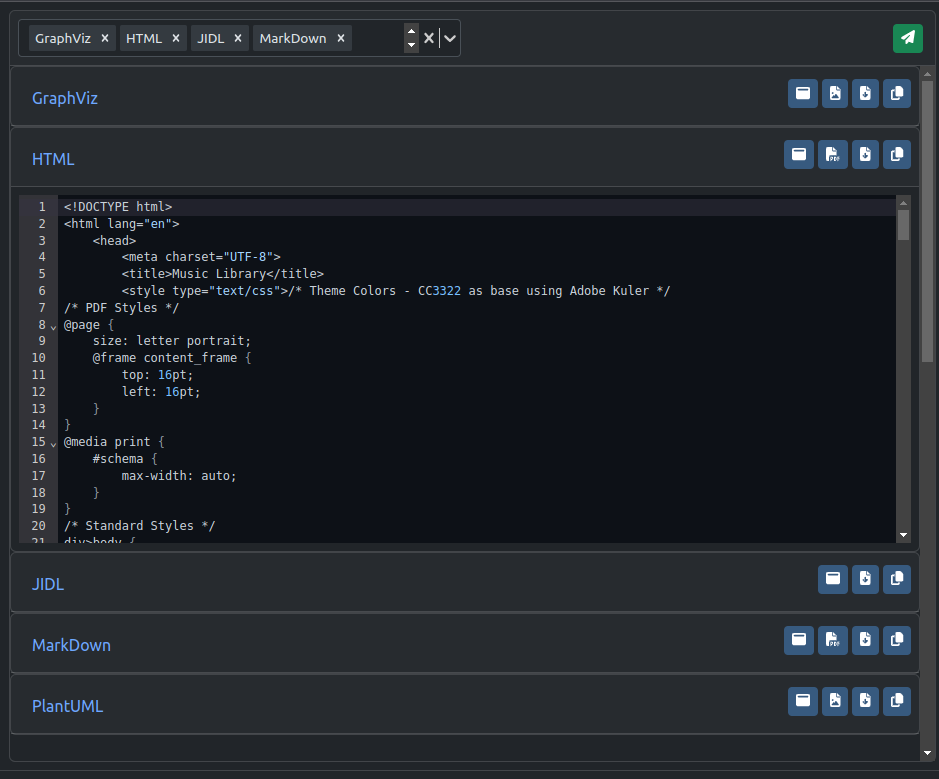 GraphViz × HTML × JIDL × MarkDown ×
GraphViz
HTML
PDF
1 <!DOCTYPE html>
2 <html lang="en">
3 <head>
4 <meta charset="UTF-8">
5 <title>Music Library</title>
6 <style type="text/css">/* Theme Colors - CC3322 as base using Adobe Kuler */
7 /* PDF Styles */
8 @page {
9 size: letter portrait;
10 @frame content_frame {
11 top: 16pt;
12 left: 16pt;
13 }
14 }
15 @media print {
16 #schema {
17 max-width: auto;
18 }
19 }
20 /* Standard Styles */
21 div>body {
JIDL
MarkDown
PDF
PlantUML